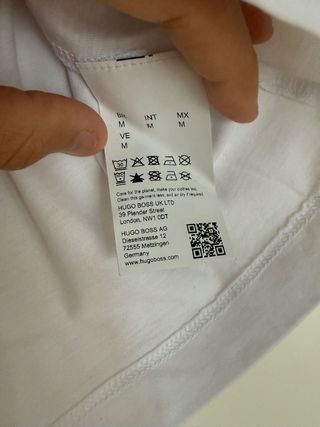 BR INT MX
M M M
VE
M
Care for the planet, make your clothes last.
Clean this garment less, and air dry if required.
HUGO BOSS UK LTD
39 Plender Street
London, NW1 0DT
HUGO BOSS AG
Dieselstrasse 12
72555 Metzingen
Germany
www.hugoboss.com